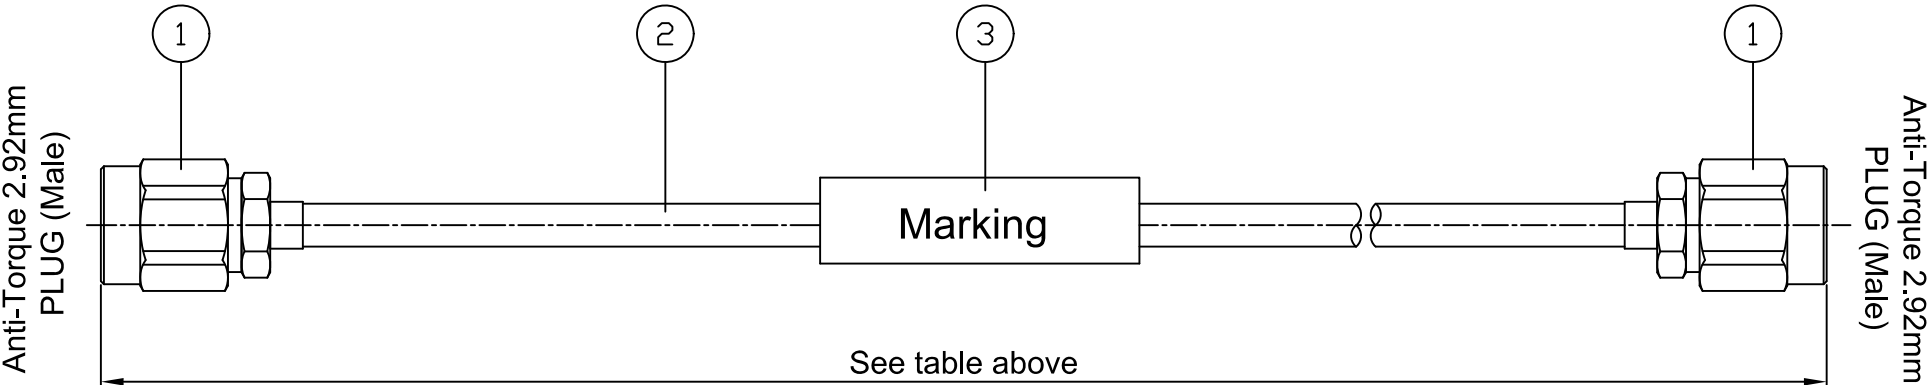 1
2
3
1
Anti-Torque 2.92mm
PLUG (Male)
Marking
Anti-Torque 2.92mm
PLUG (Male)
See table above